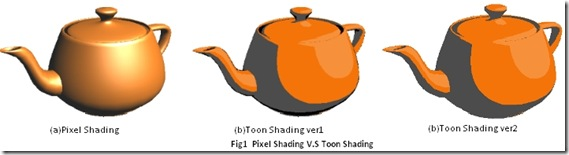 (a)Pixel Shading
(b)Toon Shading ver1
(b)Toon Shading ver2
Fig1 Pixel Shading V.S Toon Shading